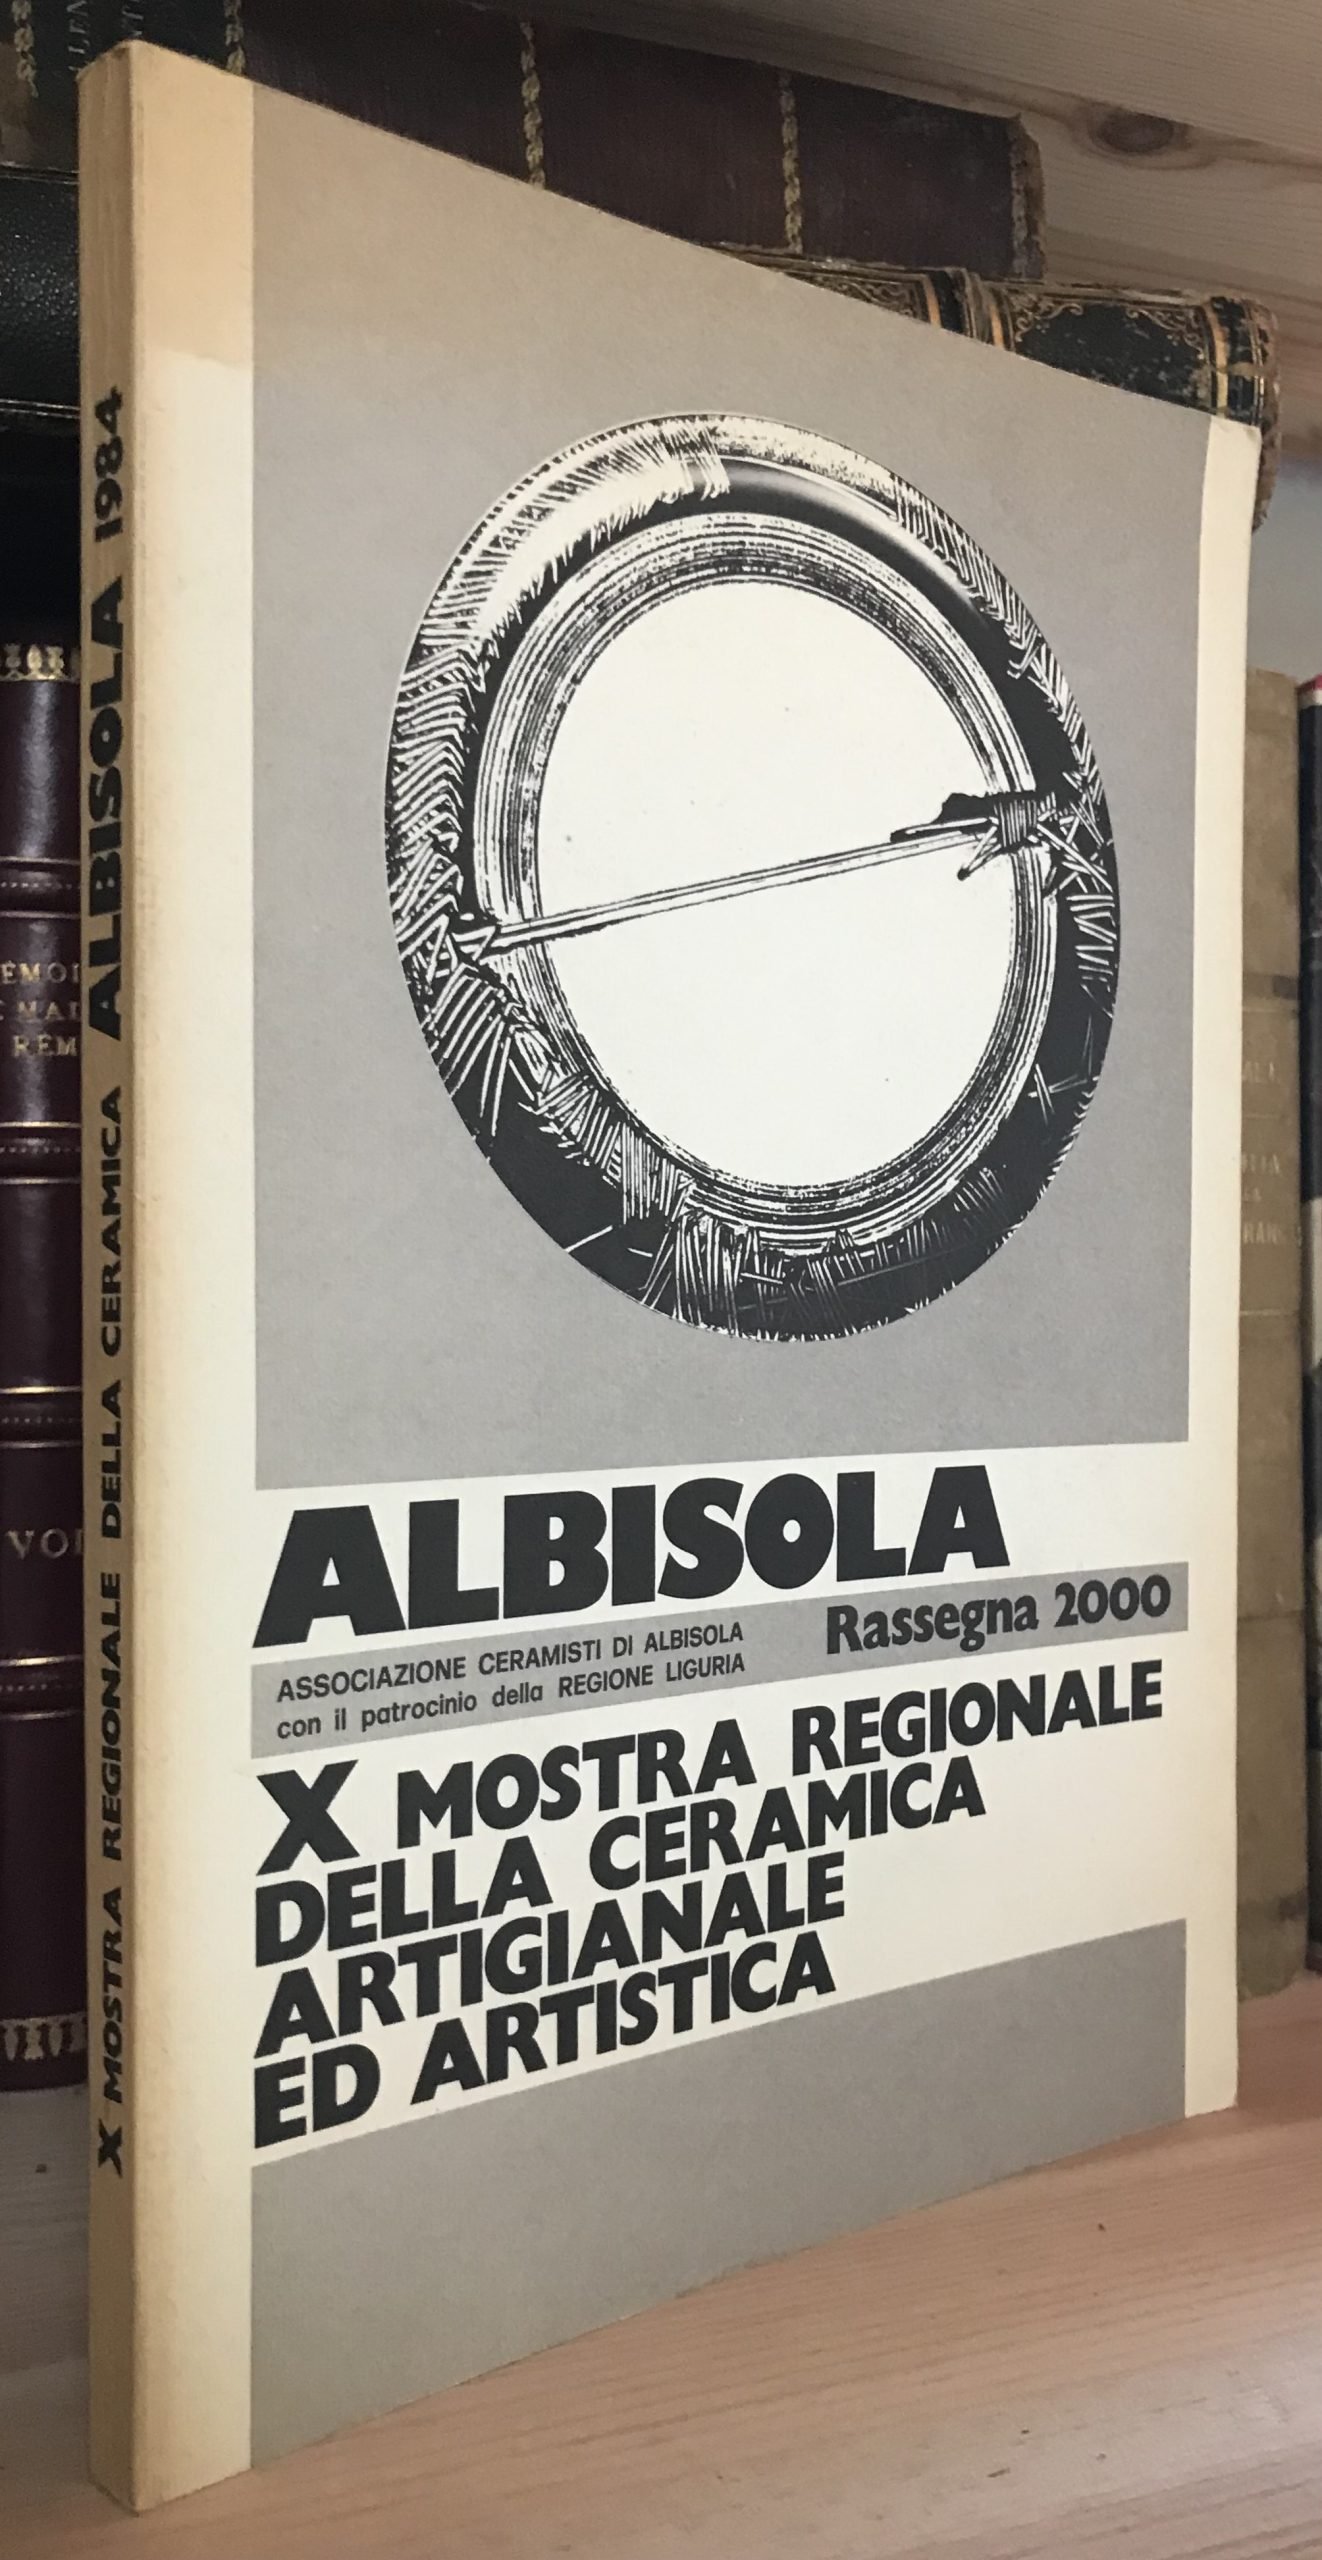 X MOSTRA REGIONALE DELLA CERAMICA ALBISOLA 1984
ALBISOLA
ASSOCIAZIONE CERAMISTI DI ALBISOLA
con il patrocinio della REGIONE LIGURIA
Rassegna 2000
X MOSTRA REGIONALE
DELLA CERAMICA
ARTIGIANALE
ED ARTISTICA